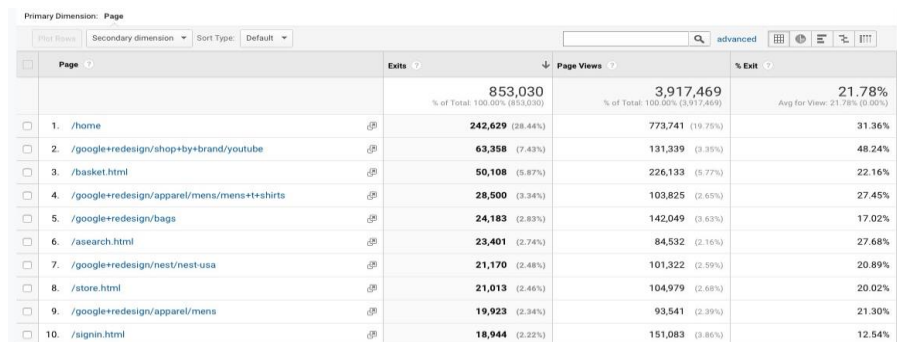 Primary Dimension: Page
Plot Rows Secondary dimension Sort Type: Default advanced
Page Exits Page Views % Exit
853,030 3,917,469 21.78%
% of Total: 100.00% (853,030) % of Total: 100.00% (3,917,469) Avg for View: 21.78% (0.00%)
1. /home 242,629 (28.44%) 773,741 (19.75%) 31.36%
2. /google+redesign/shop+by+brand/youtube 63,358 (7.43%) 131,339 (3.35%) 48.24%
3. /basket.html 50,108 (5.87%) 226,133 (5.77%) 22.16%
4. /google+redesign/apparel/mens/mens+t+shirts 28,500 (3.34%) 103,825 (2.65%) 27.45%
5. /google+redesign/bags 24,183 (2.83%) 142,049 (3.63%) 17.02%
6. /asearch.html 23,401 (2.74%) 84,532 (2.16%) 27.68%
7. /google+redesign/nest/nest-usa 21,170 (2.48%) 101,322 (2.59%) 20.89%
8. /store.html 21,013 (2.46%) 104,979 (2.68%) 20.02%
9. /google+redesign/apparel/mens 19,923 (2.34%) 93,541 (2.39%) 21.30%
10. /signin.html 18,944 (2.22%) 151,083 (3.86%) 12.54%